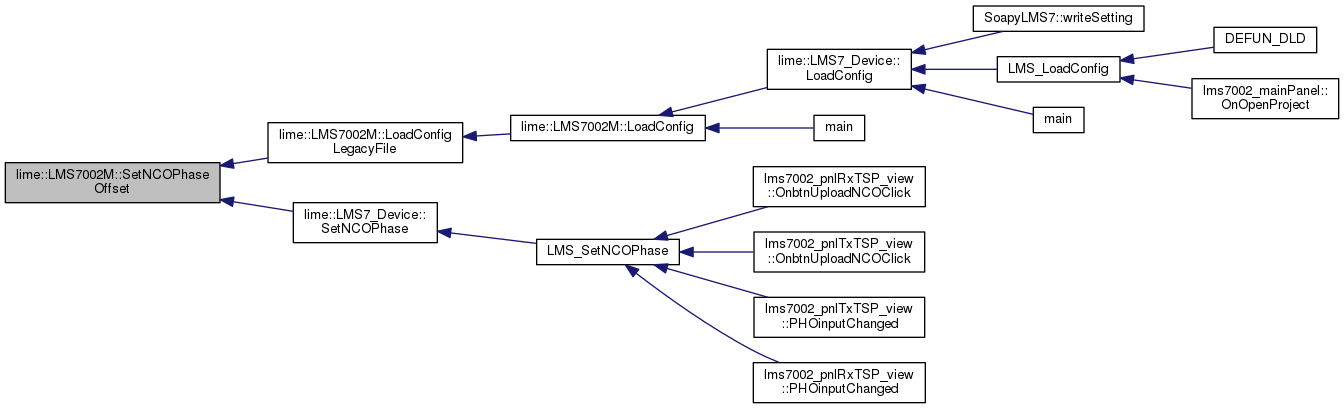 SoapyLMS7::writeSetting
DEFUN_DLD
lime::LMS7_Device::
LoadConfig
LMS_LoadConfig
lms7002_mainPanel::
OnOpenProject
main
lime::LMS7002M::LoadConfig
main
lime::LMS7002M::LoadConfig
LegacyFile
lime::LMS7002M::SetNCOPhase
Offset
lime::LMS7_Device::
SetNCOPhase
LMS_SetNCOPhase
lms7002_pnlRxTSP_view
::OnbtnUploadNCOClick
lms7002_pnlTxTSP_view
::OnbtnUploadNCOClick
lms7002_pnlTxTSP_view
::PHOinputChanged
lms7002_pnlRxTSP_view
::PHOinputChanged